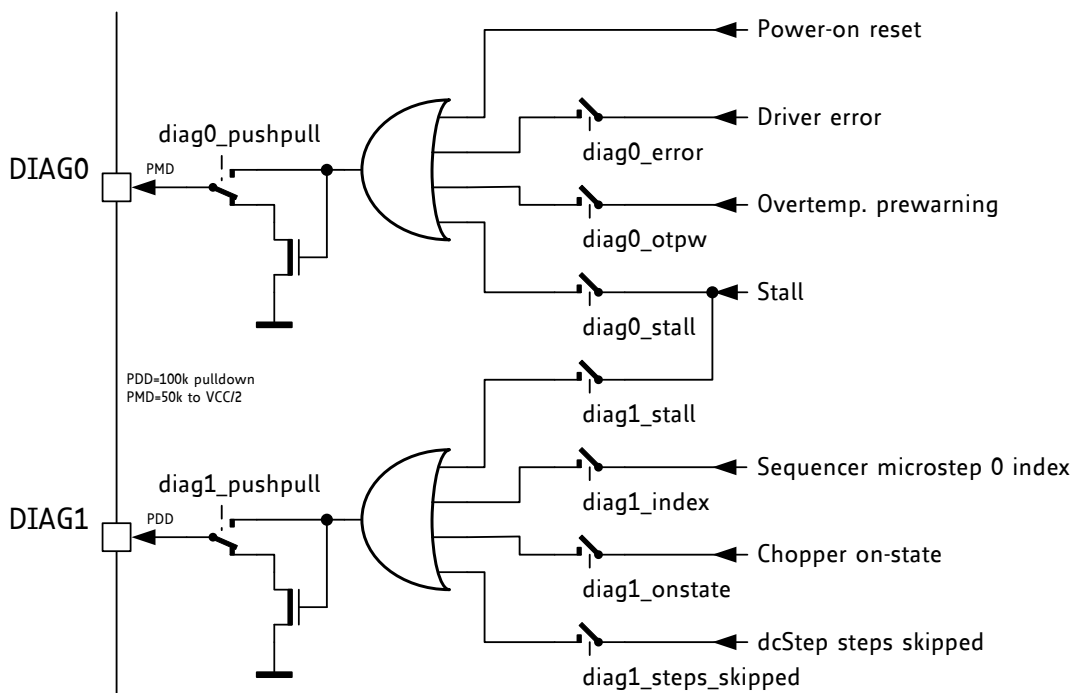 Power-on reset
Driver error
diag0_pushpull
diag0_error
DIAG0
PMD
Overtemp. prewarning
diag0_otpw
Stall
diag0_stall
PDD=100k pulldown
PMD=50k to VCC/2
diag1_stall
Sequencer microstep 0 index
diag1_pushpull
diag1_index
DIAG1
PDD
Chopper on-state
diag1_onstate
dcStep steps skipped
diag1_steps_skipped